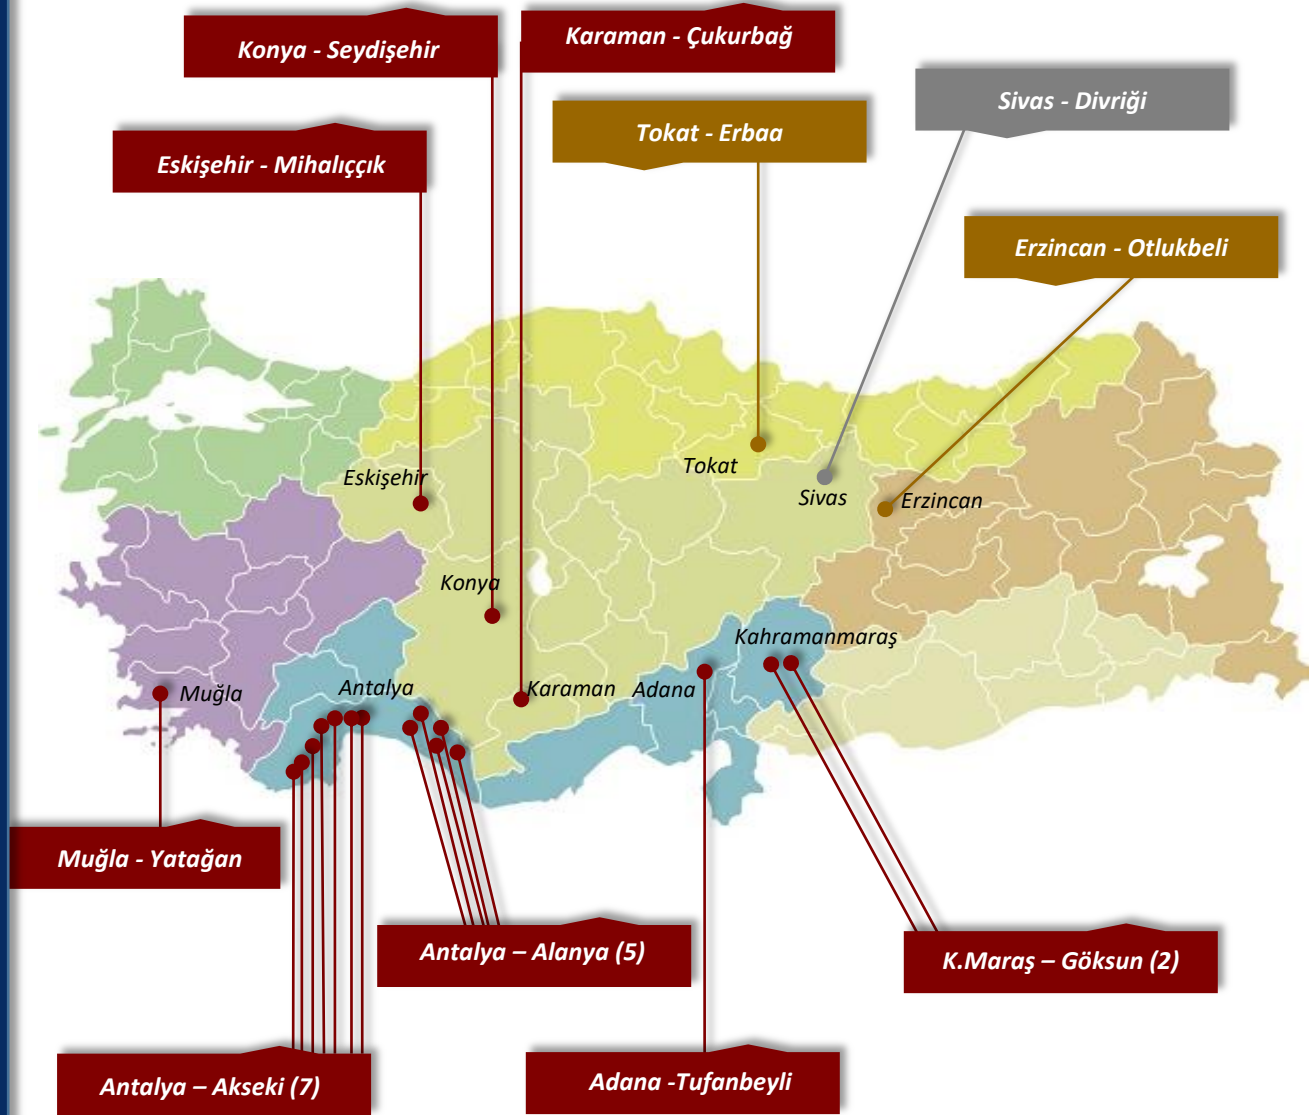 Konya - Seydişehir
Karaman - Çukurbağ
Sivas - Divriği
Tokat - Erbaa
Eskişehir - Mihalıççık
Erzincan - Otlukbeli
Eskişehir
Tokat
Sivas
Erzincan
Konya
Kahramanmaraş
Muğla
Antalya
Karaman
Adana
Muğla - Yatağan
Antalya – Alanya (5)
K.Maraş – Göksun (2)
Antalya – Akseki (7)
Adana -Tufanbeyli